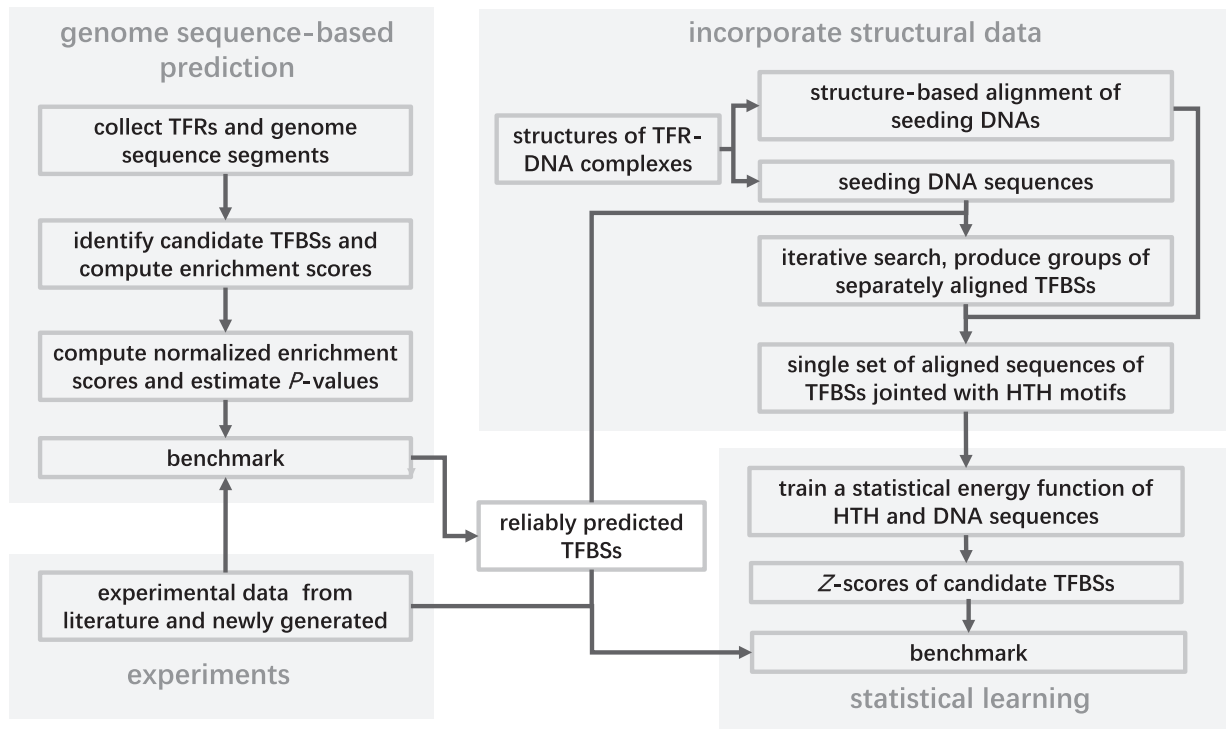 genome sequence-based
prediction
collect TFRs and genome
sequence segments
identify candidate TFBSs and
compute enrichment scores
compute normalized enrichment
scores and estimate P-values
benchmark
experimental data from
literature and newly generated
experiments
reliably predicted
TFBSs
incorporate structural data
structures of TFR-
DNA complexes
structure-based alignment of
seeding DNAs
seeding DNA sequences
iterative search, produce groups of
separately aligned TFBSs
single set of aligned sequences of
TFBSs jointed with HTH motifs
train a statistical energy function of
HTH and DNA sequences
Z-scores of candidate TFBSs
benchmark
statistical learning